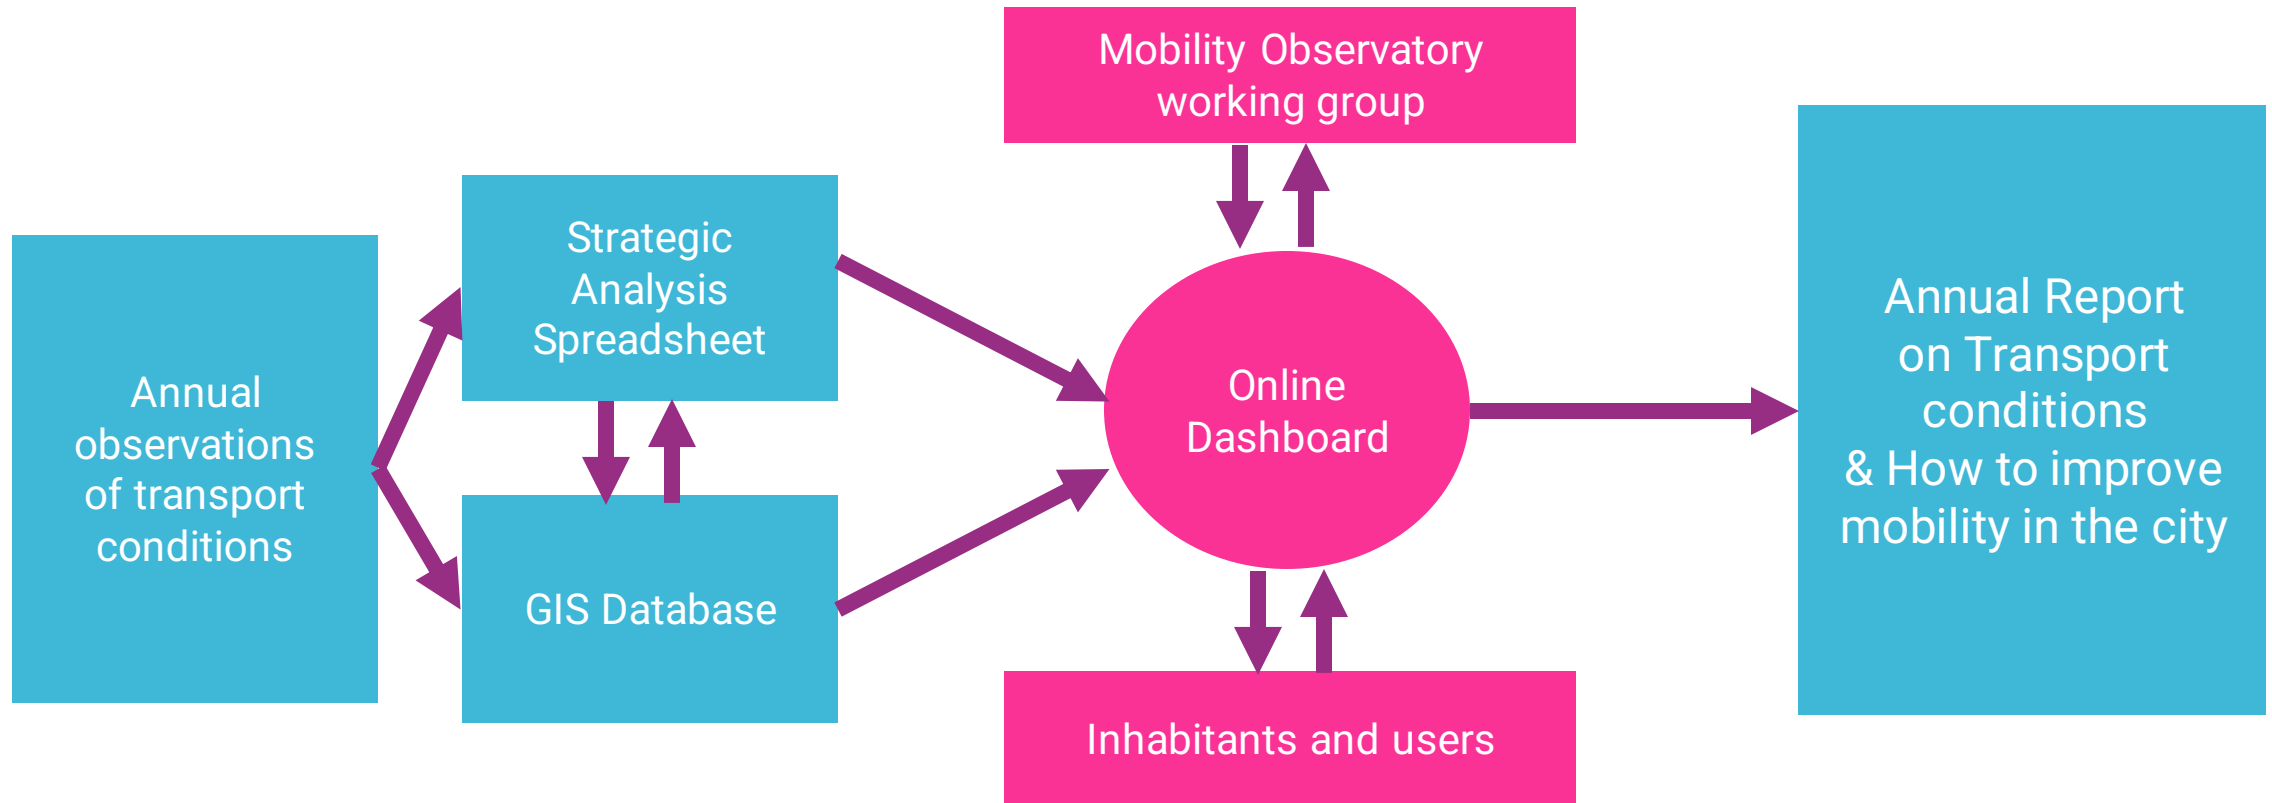 Annual
observations
of transport
conditions
Strategic
Analysis
Spreadsheet
GIS Database
Mobility Observatory
working group
Online
Dashboard
Inhabitants and users
Annual Report
on Transport
conditions
& How to improve
mobility in the city